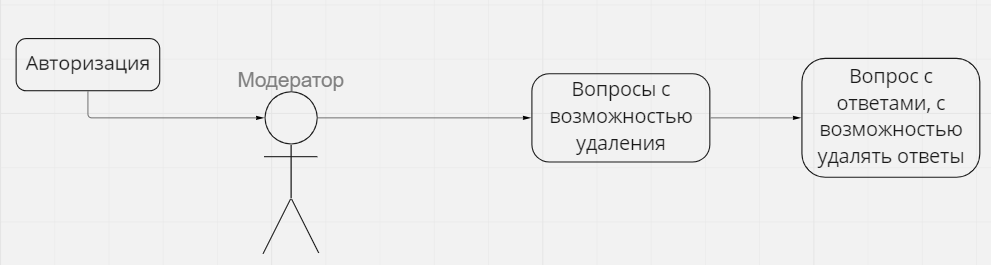 Авторизация
Модератор
Вопросы с
возможностью
удаления
Вопрос с
ответами, с
возможностью
удалять ответы